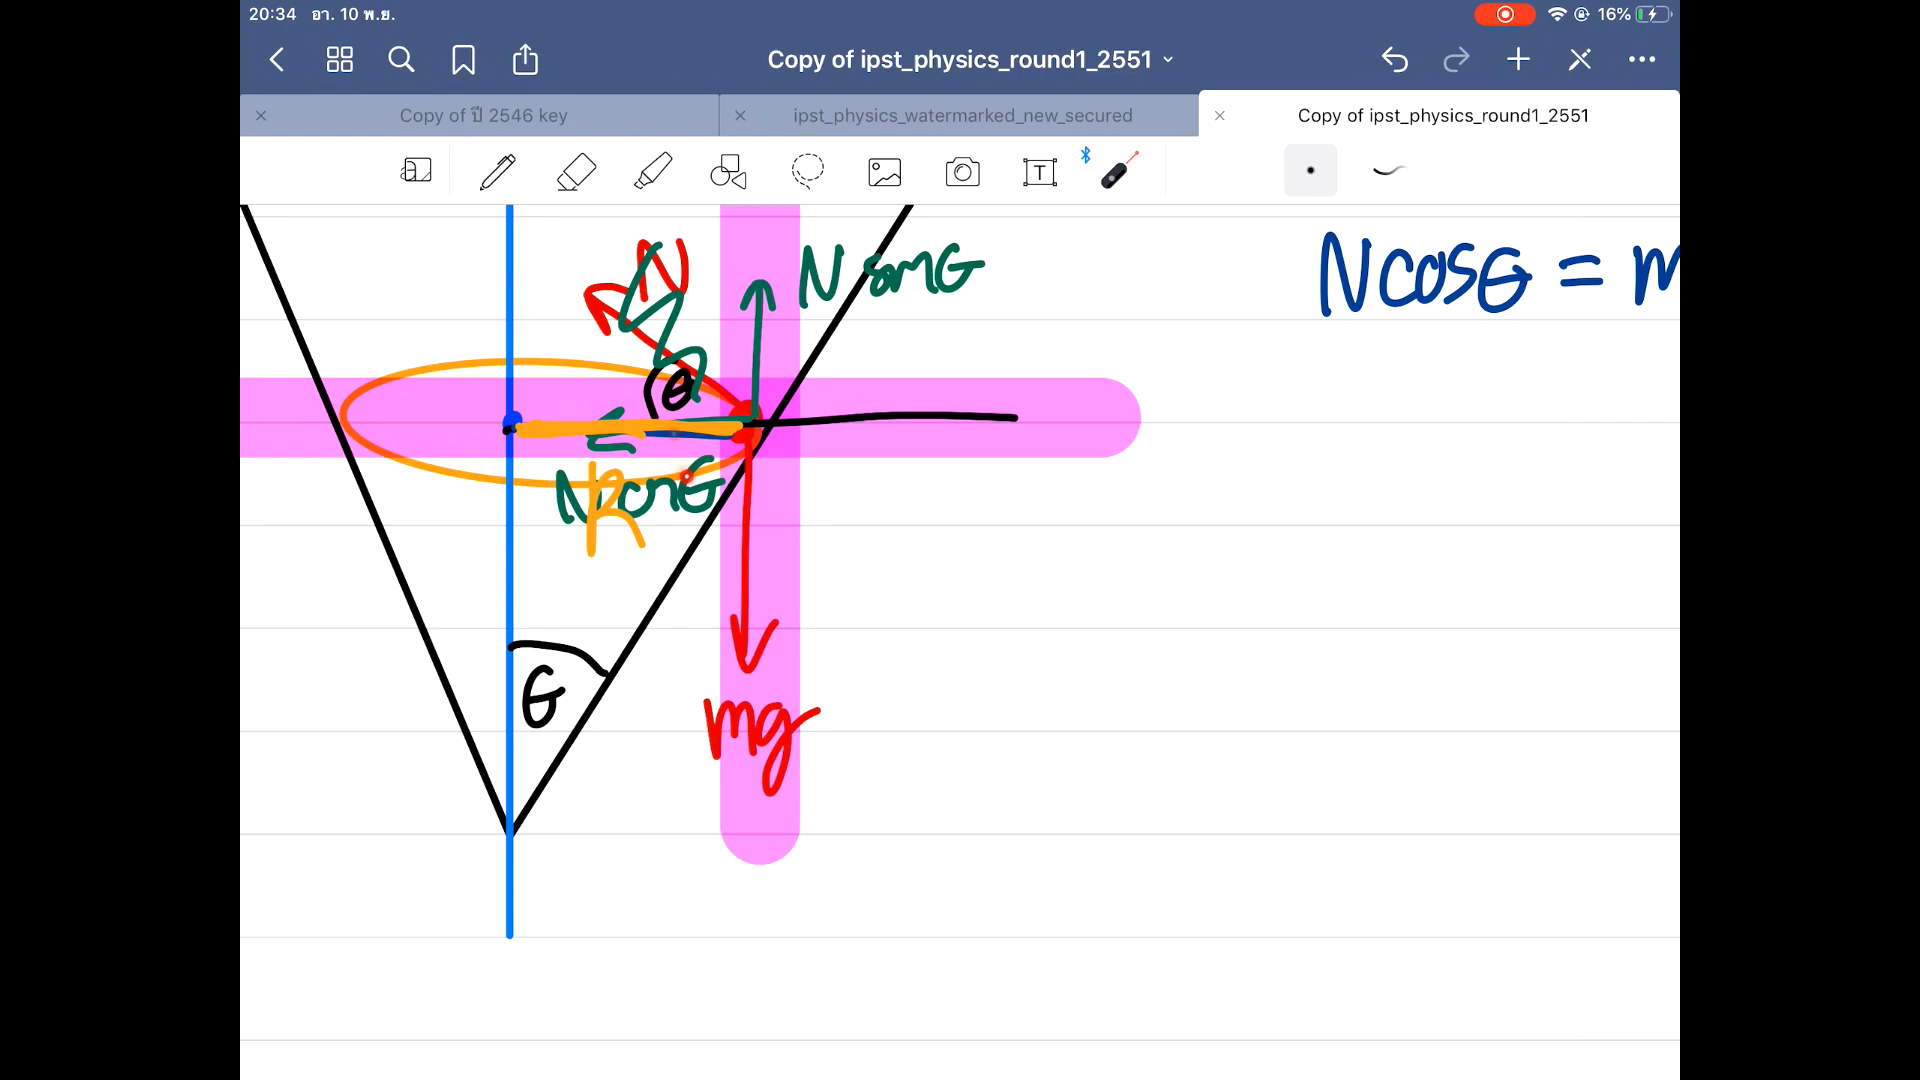 20:34 อา. 10 พ.ย.
16%
Copy of ipst_physics_round1_2551
Copy of ปี 2546 key
ipst_physics_watermarked_new_secured
Copy of ipst_physics_round1_2551
T
N
N sinθ
Ncosθ = m
θ
N cosθ
R
θ
mg